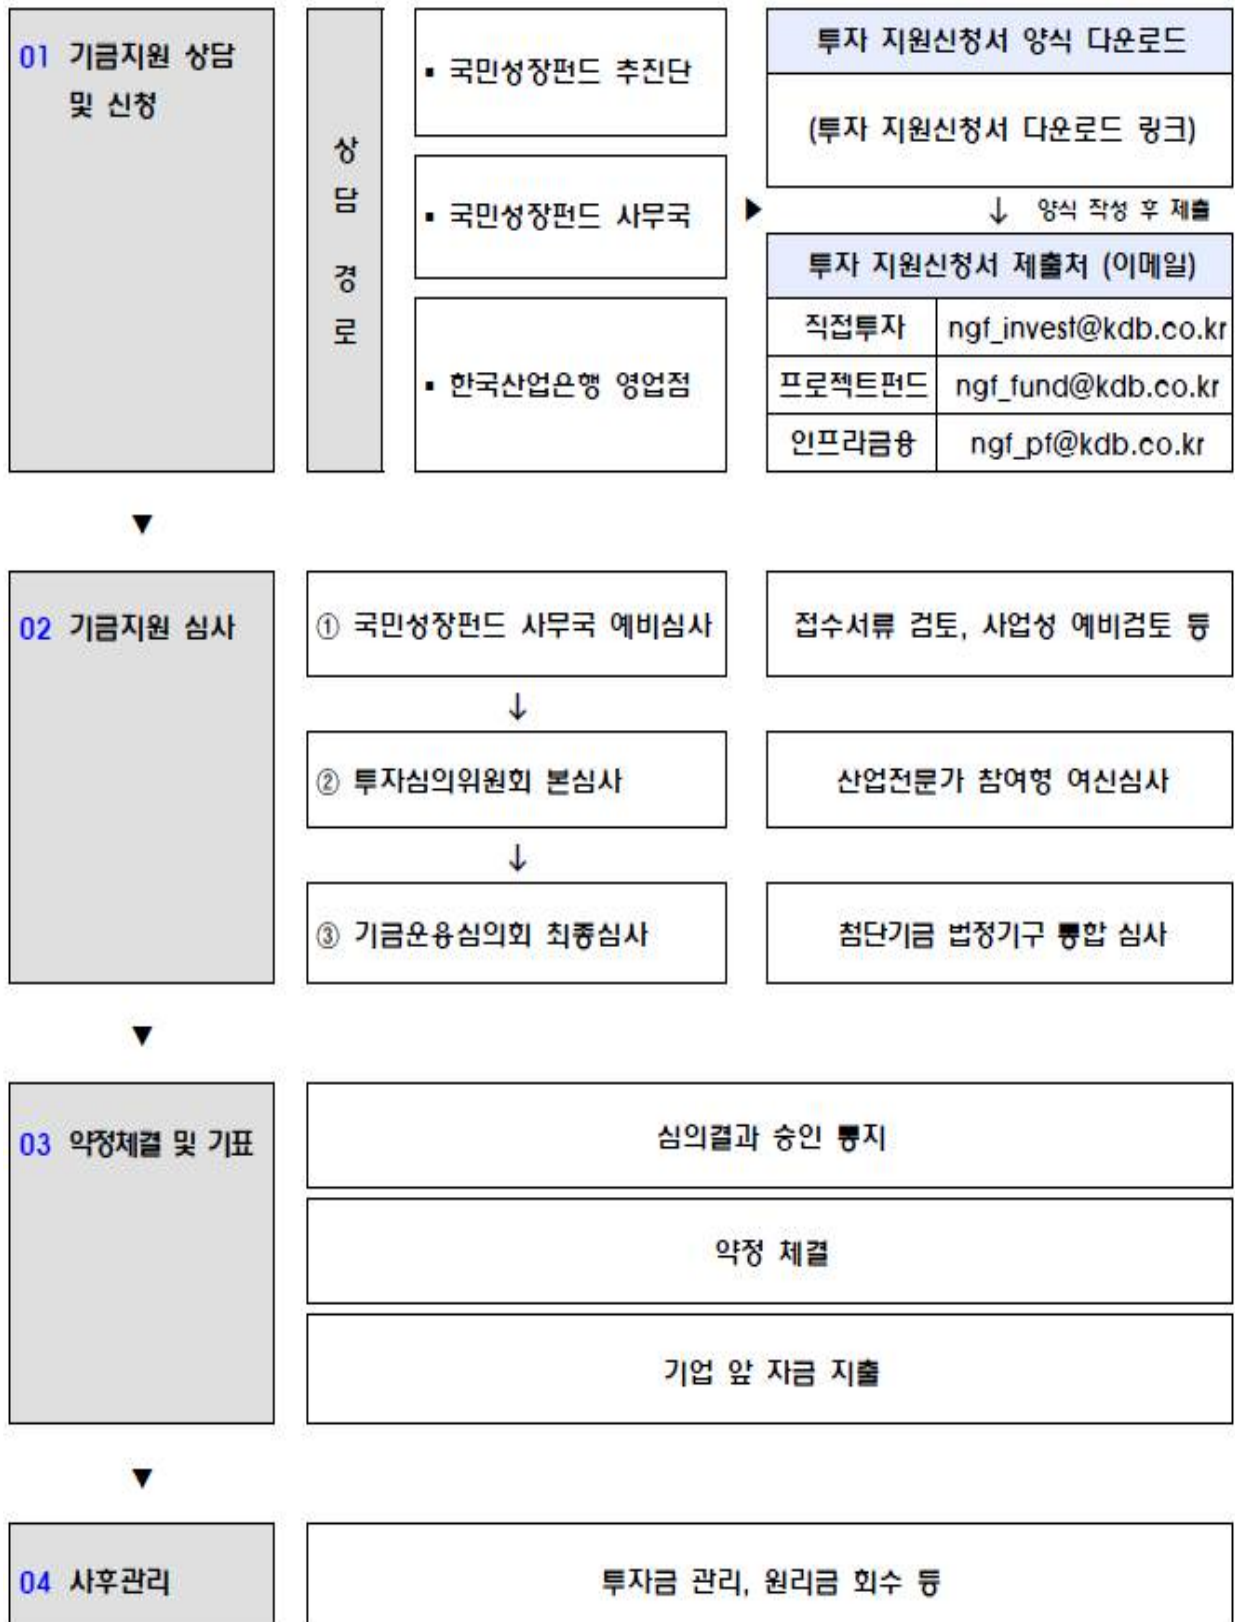 01 기금지원 상담
및 신청
상
담
경
로
▪ 국민성장펀드 추진단
▪ 국민성장펀드 사무국
▪ 한국산업은행 영업점
▶
투자 지원신청서 양식 다운로드
(투자 지원신청서 다운로드 링크)
↓ 양식 작성 후 제출
투자 지원신청서 제출처 (이메일)
직접투자 ngf_invest@kdb.co.kr
프로젝트펀드 ngf_fund@kdb.co.kr
인프라금융 ngf_pf@kdb.co.kr
▼
02 기금지원 심사
① 국민성장펀드 사무국 예비심사
접수서류 검토, 사업성 예비검토 등
↓
② 투자심의위원회 본심사
산업전문가 참여형 여신심사
↓
③ 기금운용심의회 최종심사
첨단기금 법정기구 통합 심사
▼
03 약정체결 및 기표
심의결과 승인 통지
약정 체결
기업 앞 자금 지출
▼
04 사후관리
투자금 관리, 원리금 회수 등